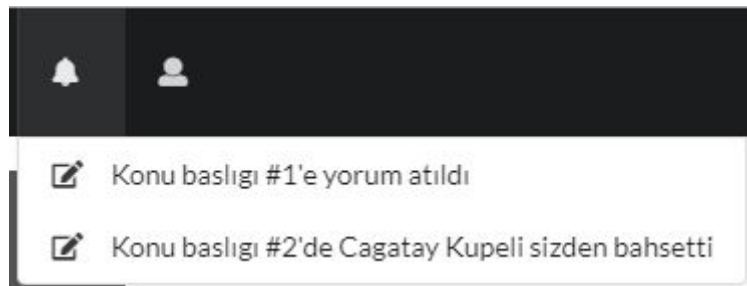 Konu baslıgı #1'e yorum atıldı
Konu baslıgı #2'de Cagatay Kupeli sizden bahsetti